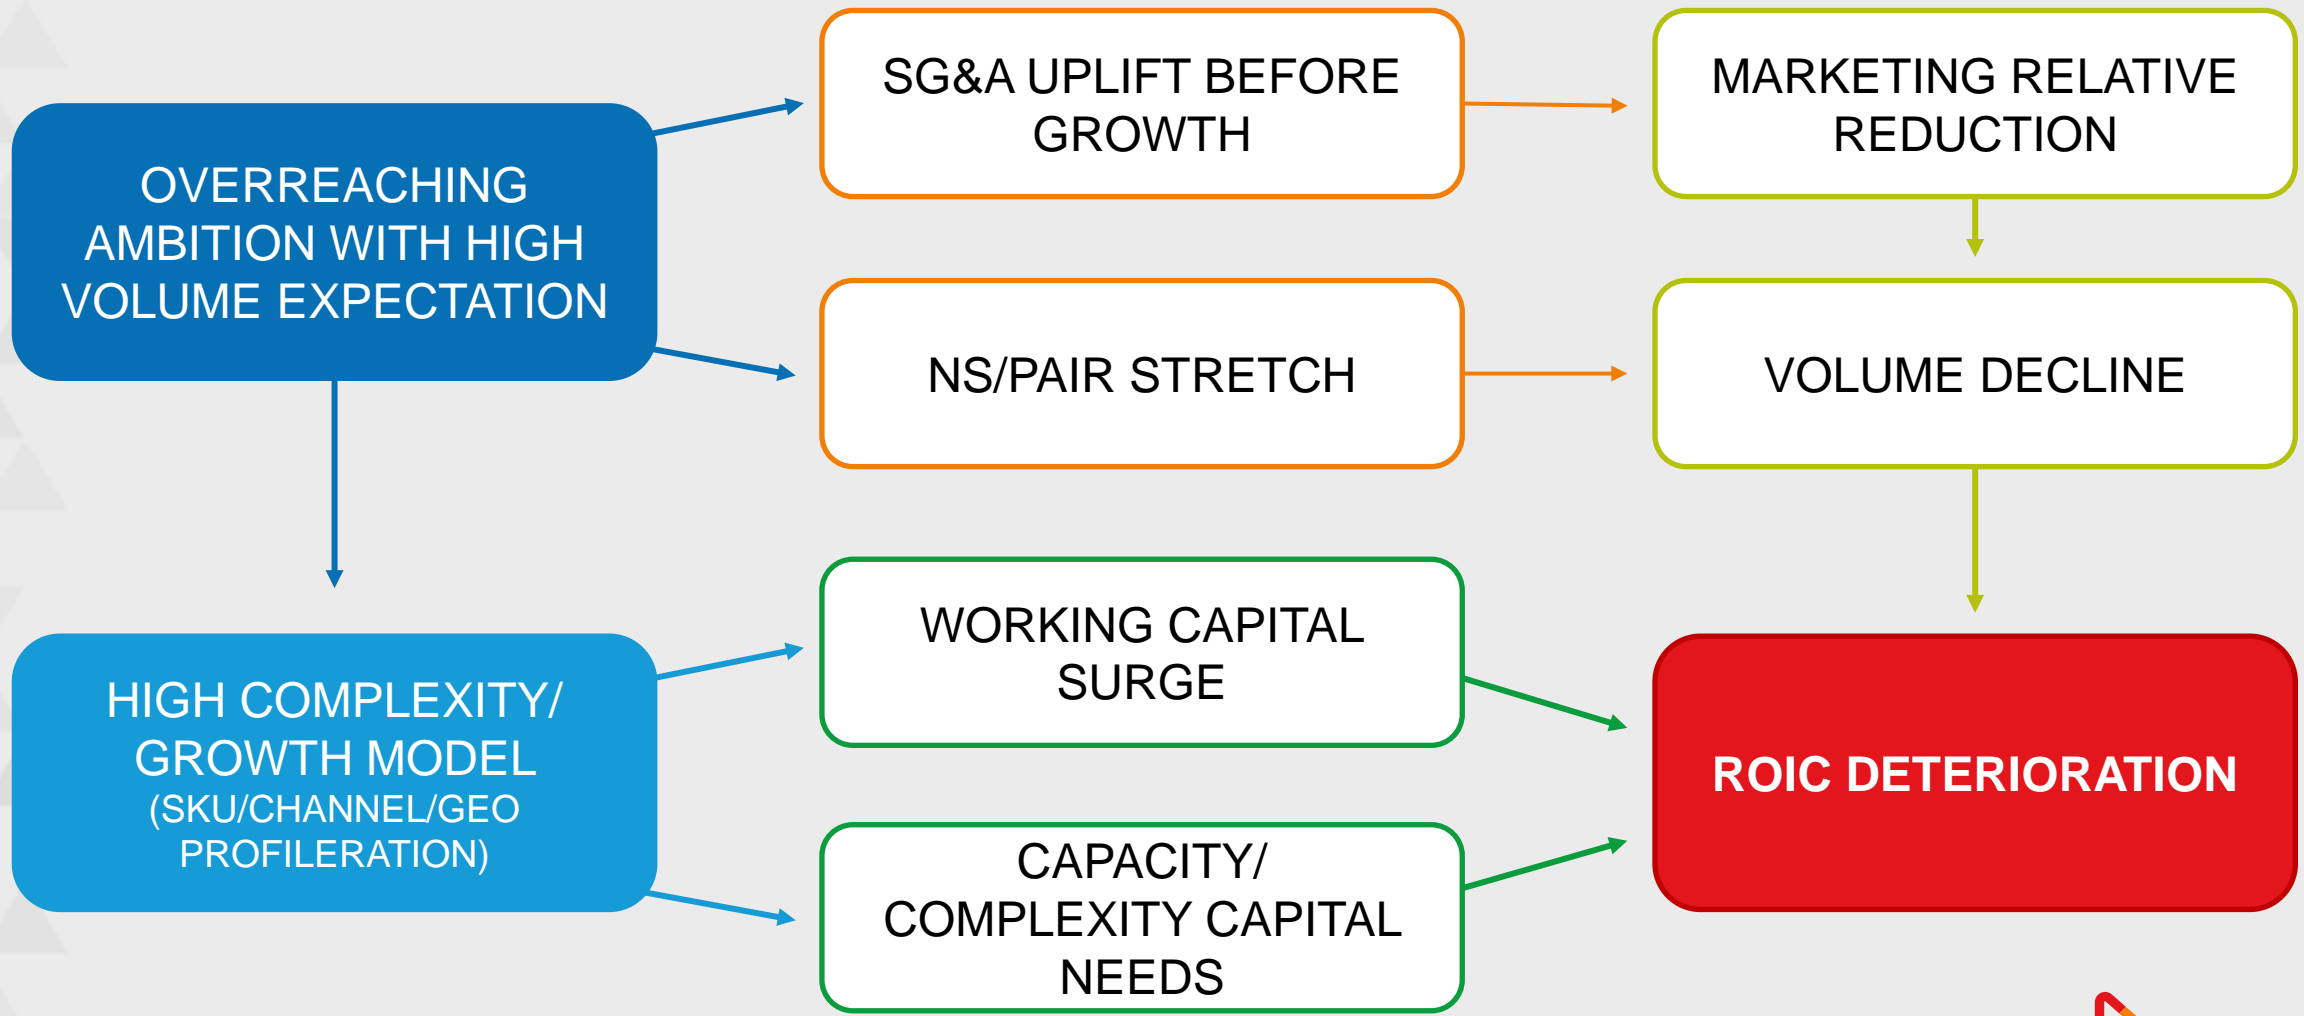 OVERREACHING
AMBITION WITH HIGH
VOLUME EXPECTATION
SG&A UPLIFT BEFORE
GROWTH
MARKETING RELATIVE
REDUCTION
NS/PAIR STRETCH
VOLUME DECLINE
HIGH COMPLEXITY/
GROWTH MODEL
(SKU/CHANNEL/GEO
PROFILERATION)
WORKING CAPITAL
SURGE
CAPACITY/
COMPLEXITY CAPITAL
NEEDS
ROIC DETERIORATION